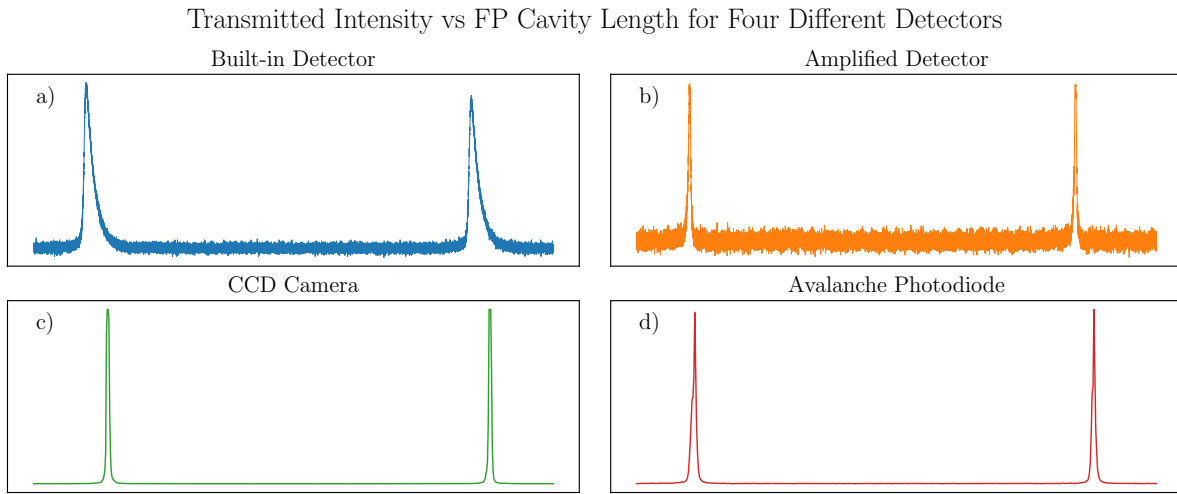 Transmitted Intensity vs FP Cavity Length for Four Different Detectors
Built-in Detector
a)
Amplified Detector
b)
CCD Camera
c)
Avalanche Photodiode
d)